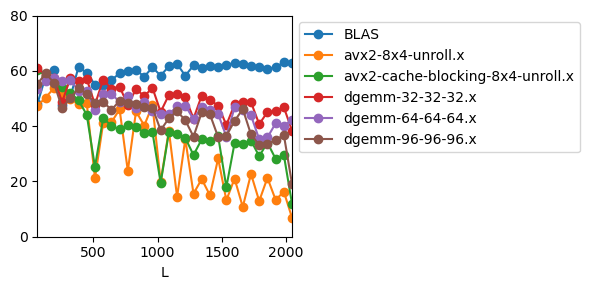 80
60
40
20
0
500
1000
1500
2000
L
BLAS
avx2-8x4-unroll.x
avx2-cache-blocking-8x4-unroll.x
dgemm-32-32-32.x
dgemm-64-64-64.x
dgemm-96-96-96.x